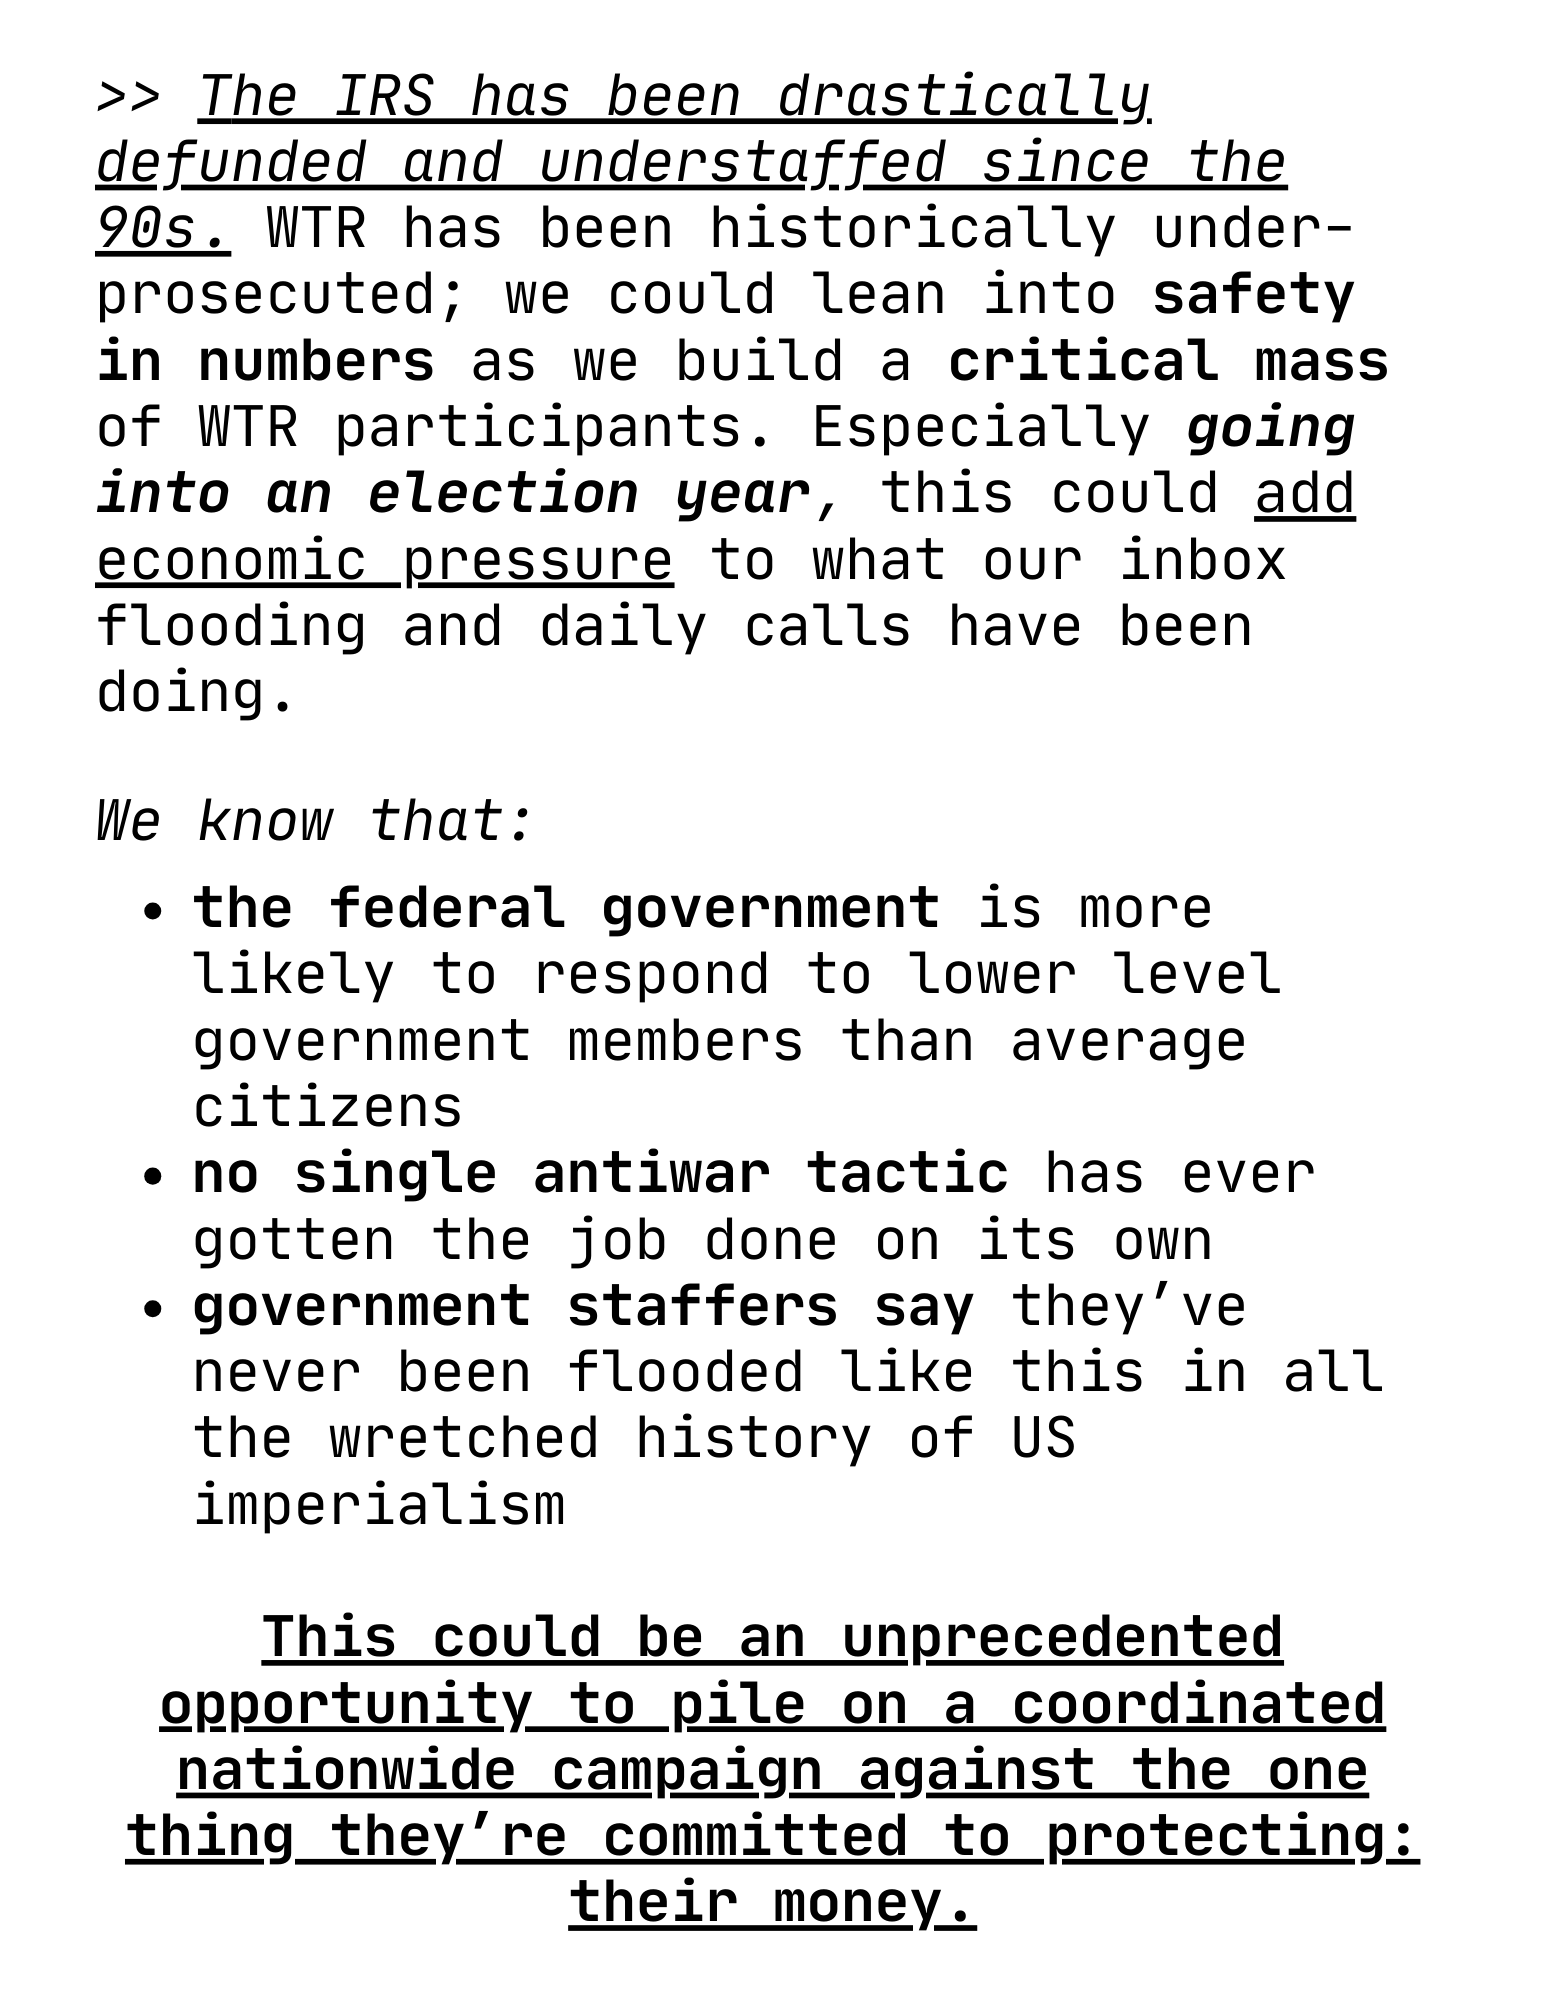 >> The IRS has been drastically
defunded and understaffed since the
90s. WTR has been historically under-
prosecuted; we could lean into safety
in numbers as we build a critical mass
of WTR participants. Especially going
into an election year, this could add
economic pressure to what our inbox
flooding and daily calls have been
doing.
We know that:
• the federal government is more
likely to respond to lower level
government members than average
citizens
• no single antiwar tactic has ever
gotten the job done on its own
• government staffers say they’ve
never been flooded like this in all
the wretched history of US
imperialism
This could be an unprecedented
opportunity to pile on a coordinated
nationwide campaign against the one
thing they’re committed to protecting:
their money.